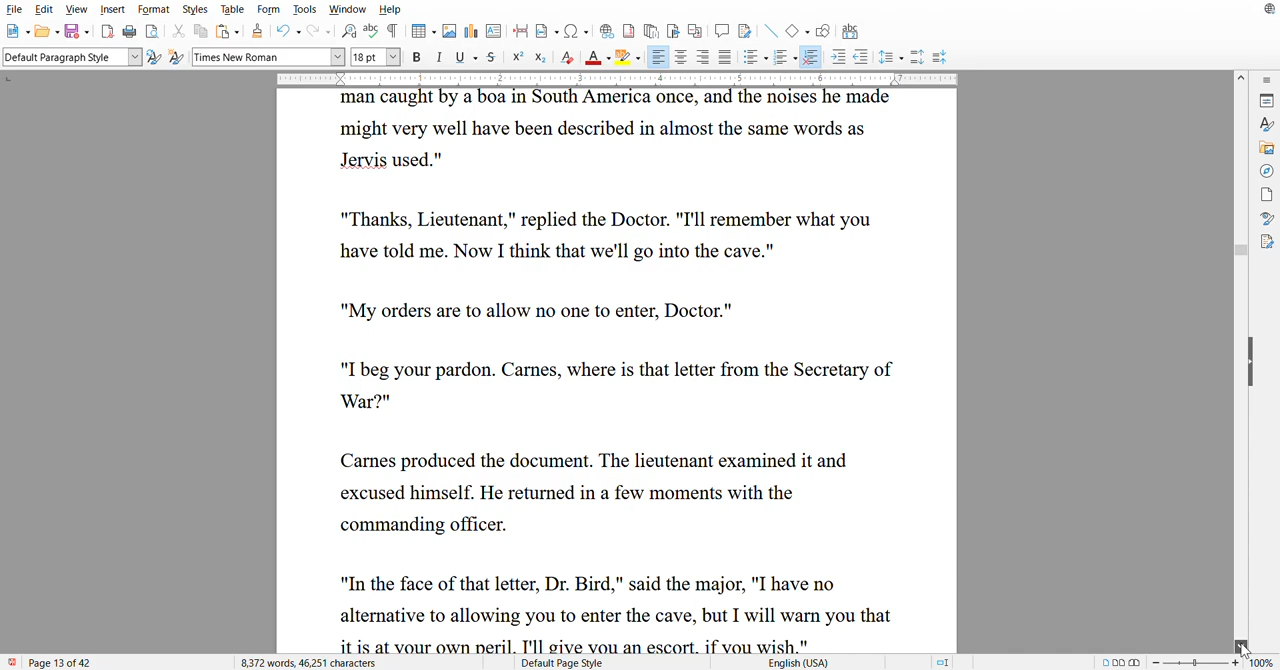 File Edit View Insert Format Styles Table Form Tools Window Help
Default Paragraph Style Times New Roman 18 pt
1 2 3 4 5 6 7
man caught by a boa in South America once, and the noises he made
might very well have been described in almost the same words as
Jervis used."
"Thanks, Lieutenant," replied the Doctor. "I'll remember what you
have told me. Now I think that we'll go into the cave."
"My orders are to allow no one to enter, Doctor."
"I beg your pardon. Carnes, where is that letter from the Secretary of
War?"
Carnes produced the document. The lieutenant examined it and
excused himself. He returned in a few moments with the
commanding officer.
"In the face of that letter, Dr. Bird," said the major, "I have no
alternative to allowing you to enter the cave, but I will warn you that
it is at your own peril. I'll give you an escort, if you wish."
Page 13 of 42 8,372 words, 46,251 characters Default Page Style English (USA) 100%